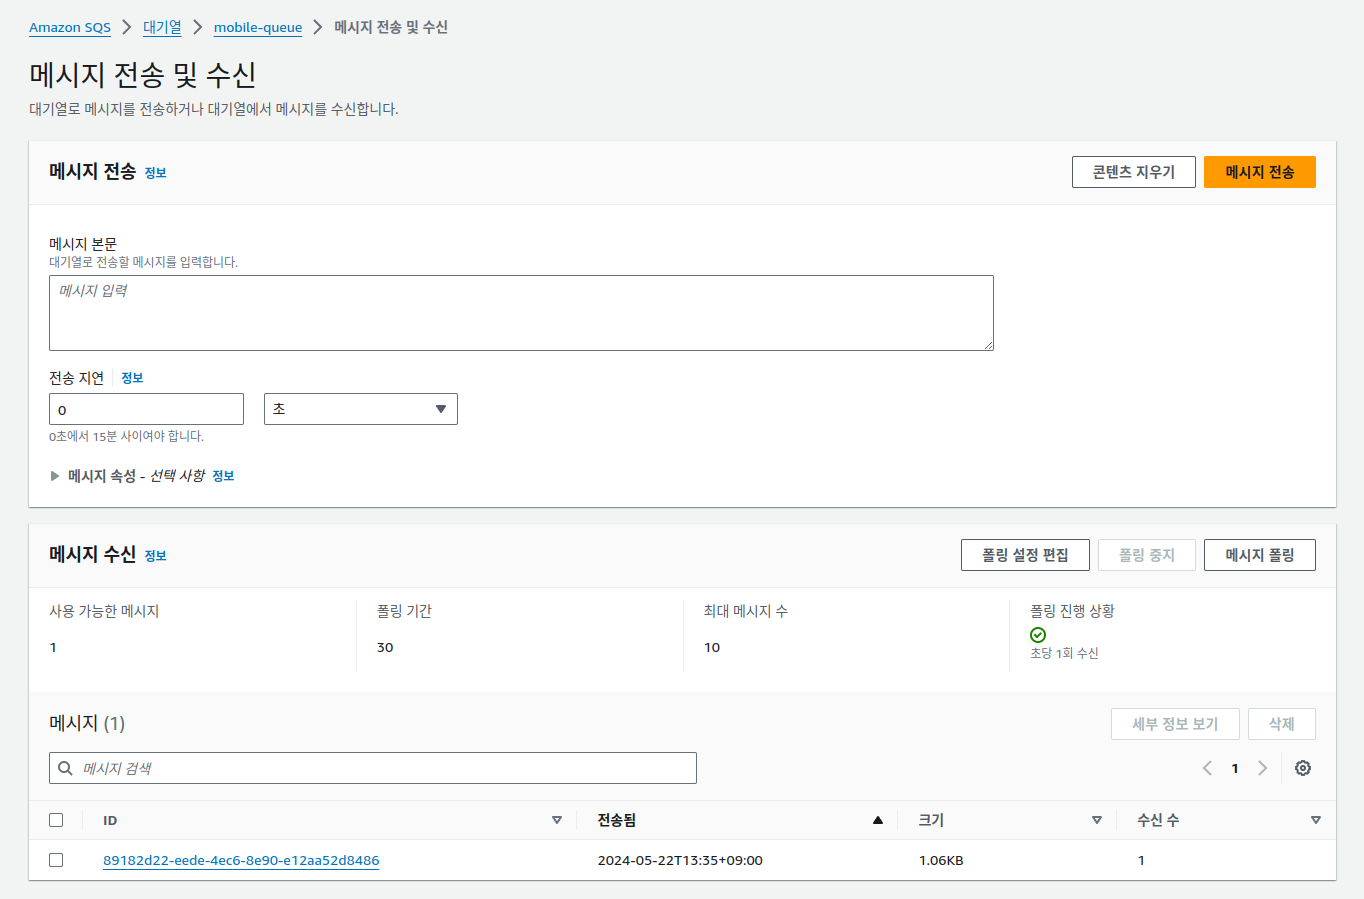 Amazon SQS > 대기열 > mobile-queue > 메시지 전송 및 수신
메시지 전송 및 수신
대기열로 메시지를 전송하거나 대기열에서 메시지를 수신합니다.
메시지 전송 정보
콘텐츠 지우기
메시지 전송
메시지 본문
대기열로 전송할 메시지를 입력합니다.
메시지 입력
전송 지연 정보
0
초
0초에서 15분 사이여야 합니다.
메시지 속성 - 선택 사항 정보
메시지 수신 정보
폴링 설정 편집
폴링 중지
메시지 폴링
사용 가능한 메시지
1
폴링 기간
30
최대 메시지 수
10
폴링 진행 상황
초당 1회 수신
메시지 (1)
세부 정보 보기
삭제
메시지 검색
1
ID 전송됨 크기 수신 수
89182d22-eede-4ec6-8e90-e12aa52d8486 2024-05-22T13:35+09:00 1.06KB 1